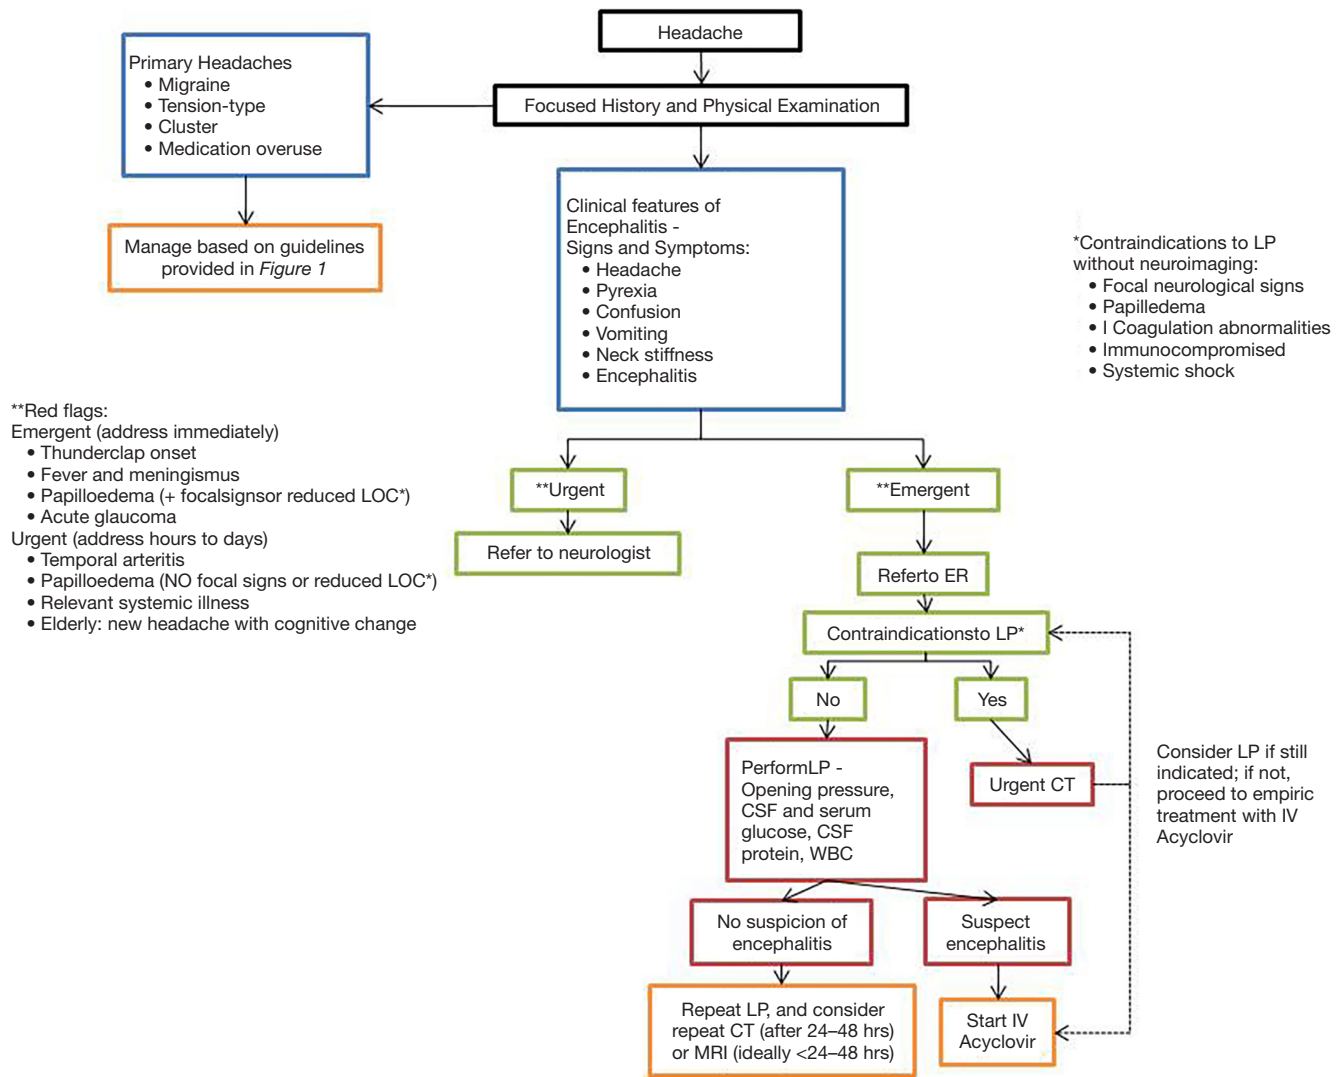 Headache
Focused History and Physical Examination
Primary Headaches
• Migraine
• Tension-type
• Cluster
• Medication overuse
Manage based on guidelines
provided in Figure 1
Clinical features of
Encephalitis -
Signs and Symptoms:
• Headache
• Pyrexia
• Confusion
• Vomiting
• Neck stiffness
• Encephalitis
*Contraindications to LP
without neuroimaging:
• Focal neurological signs
• Papilledema
• I Coagulation abnormalities
• Immunocompromised
• Systemic shock
**Red flags:
Emergent (address immediately)
• Thunderclap onset
• Fever and meningismus
• Papilloedema (+ focalsignsor reduced LOC*)
• Acute glaucoma
Urgent (address hours to days)
• Temporal arteritis
• Papilloedema (NO focal signs or reduced LOC*)
• Relevant systemic illness
• Elderly: new headache with cognitive change
**Urgent
Refer to neurologist
**Emergent
Referto ER
Contraindicationsto LP*
No
Yes
PerformLP -
Opening pressure,
CSF and serum
glucose, CSF
protein, WBC
Urgent CT
Consider LP if still
indicated; if not,
proceed to empiric
treatment with IV
Acyclovir
No suspicion of
encephalitis
Suspect
encephalitis
Repeat LP, and consider
repeat CT (after 24–48 hrs)
or MRI (ideally <24–48 hrs)
Start IV
Acyclovir